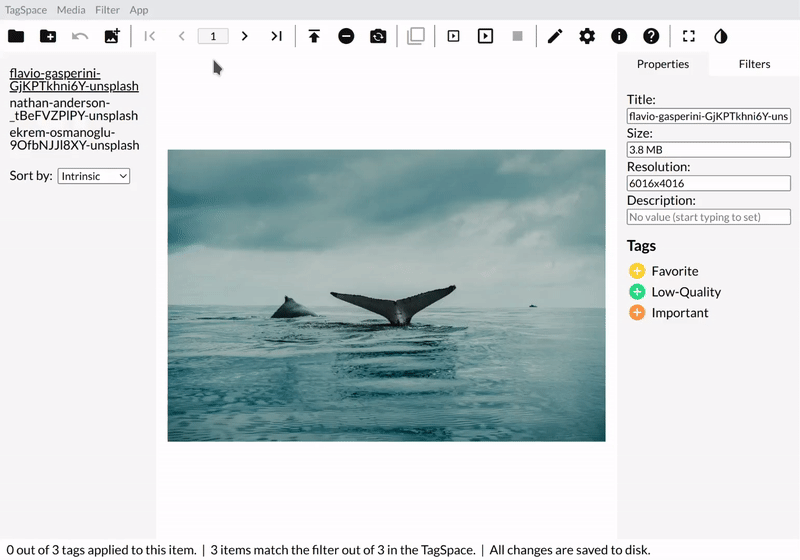 TagSpace Media Filter App
1
flavio-gasperini-
GjKPTkhni6Y-unsplash
nathan-anderson-
_tBeFVZPIPY-unsplash
ekrem-osmanoglu-
9OfbNJJI8XY-unsplash
Sort by: Intrinsic
Properties Filters
Title:
flavio-gasperini-GjKPTkhni6Y-uns
Size:
3.8 MB
Resolution:
6016x4016
Description:
No value (start typing to set)
Tags
Favorite
Low-Quality
Important
0 out of 3 tags applied to this item. | 3 items match the filter out of 3 in the TagSpace. | All changes are saved to disk.